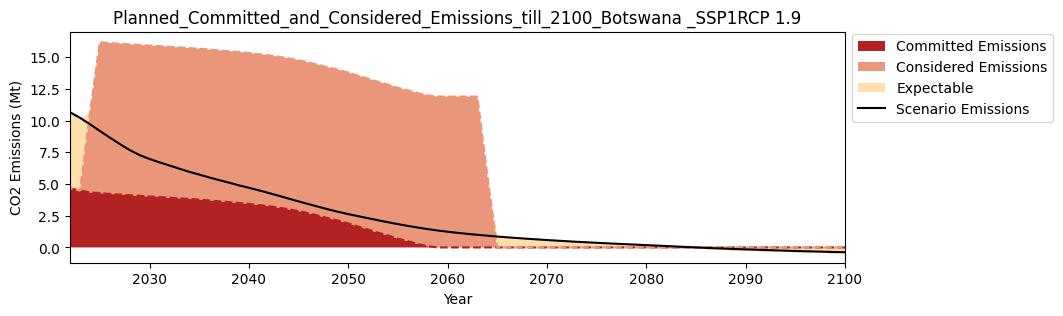 Planned_Committed_and_Considered_Emissions_till_2100_Botswana _SSP1RCP 1.9
CO2 Emissions (Mt)
15.0
12.5
10.0
7.5
5.0
2.5
0.0
2030 2040 2050 2060 2070 2080 2090 2100
Year
Committed Emissions
Considered Emissions
Expectable
Scenario Emissions